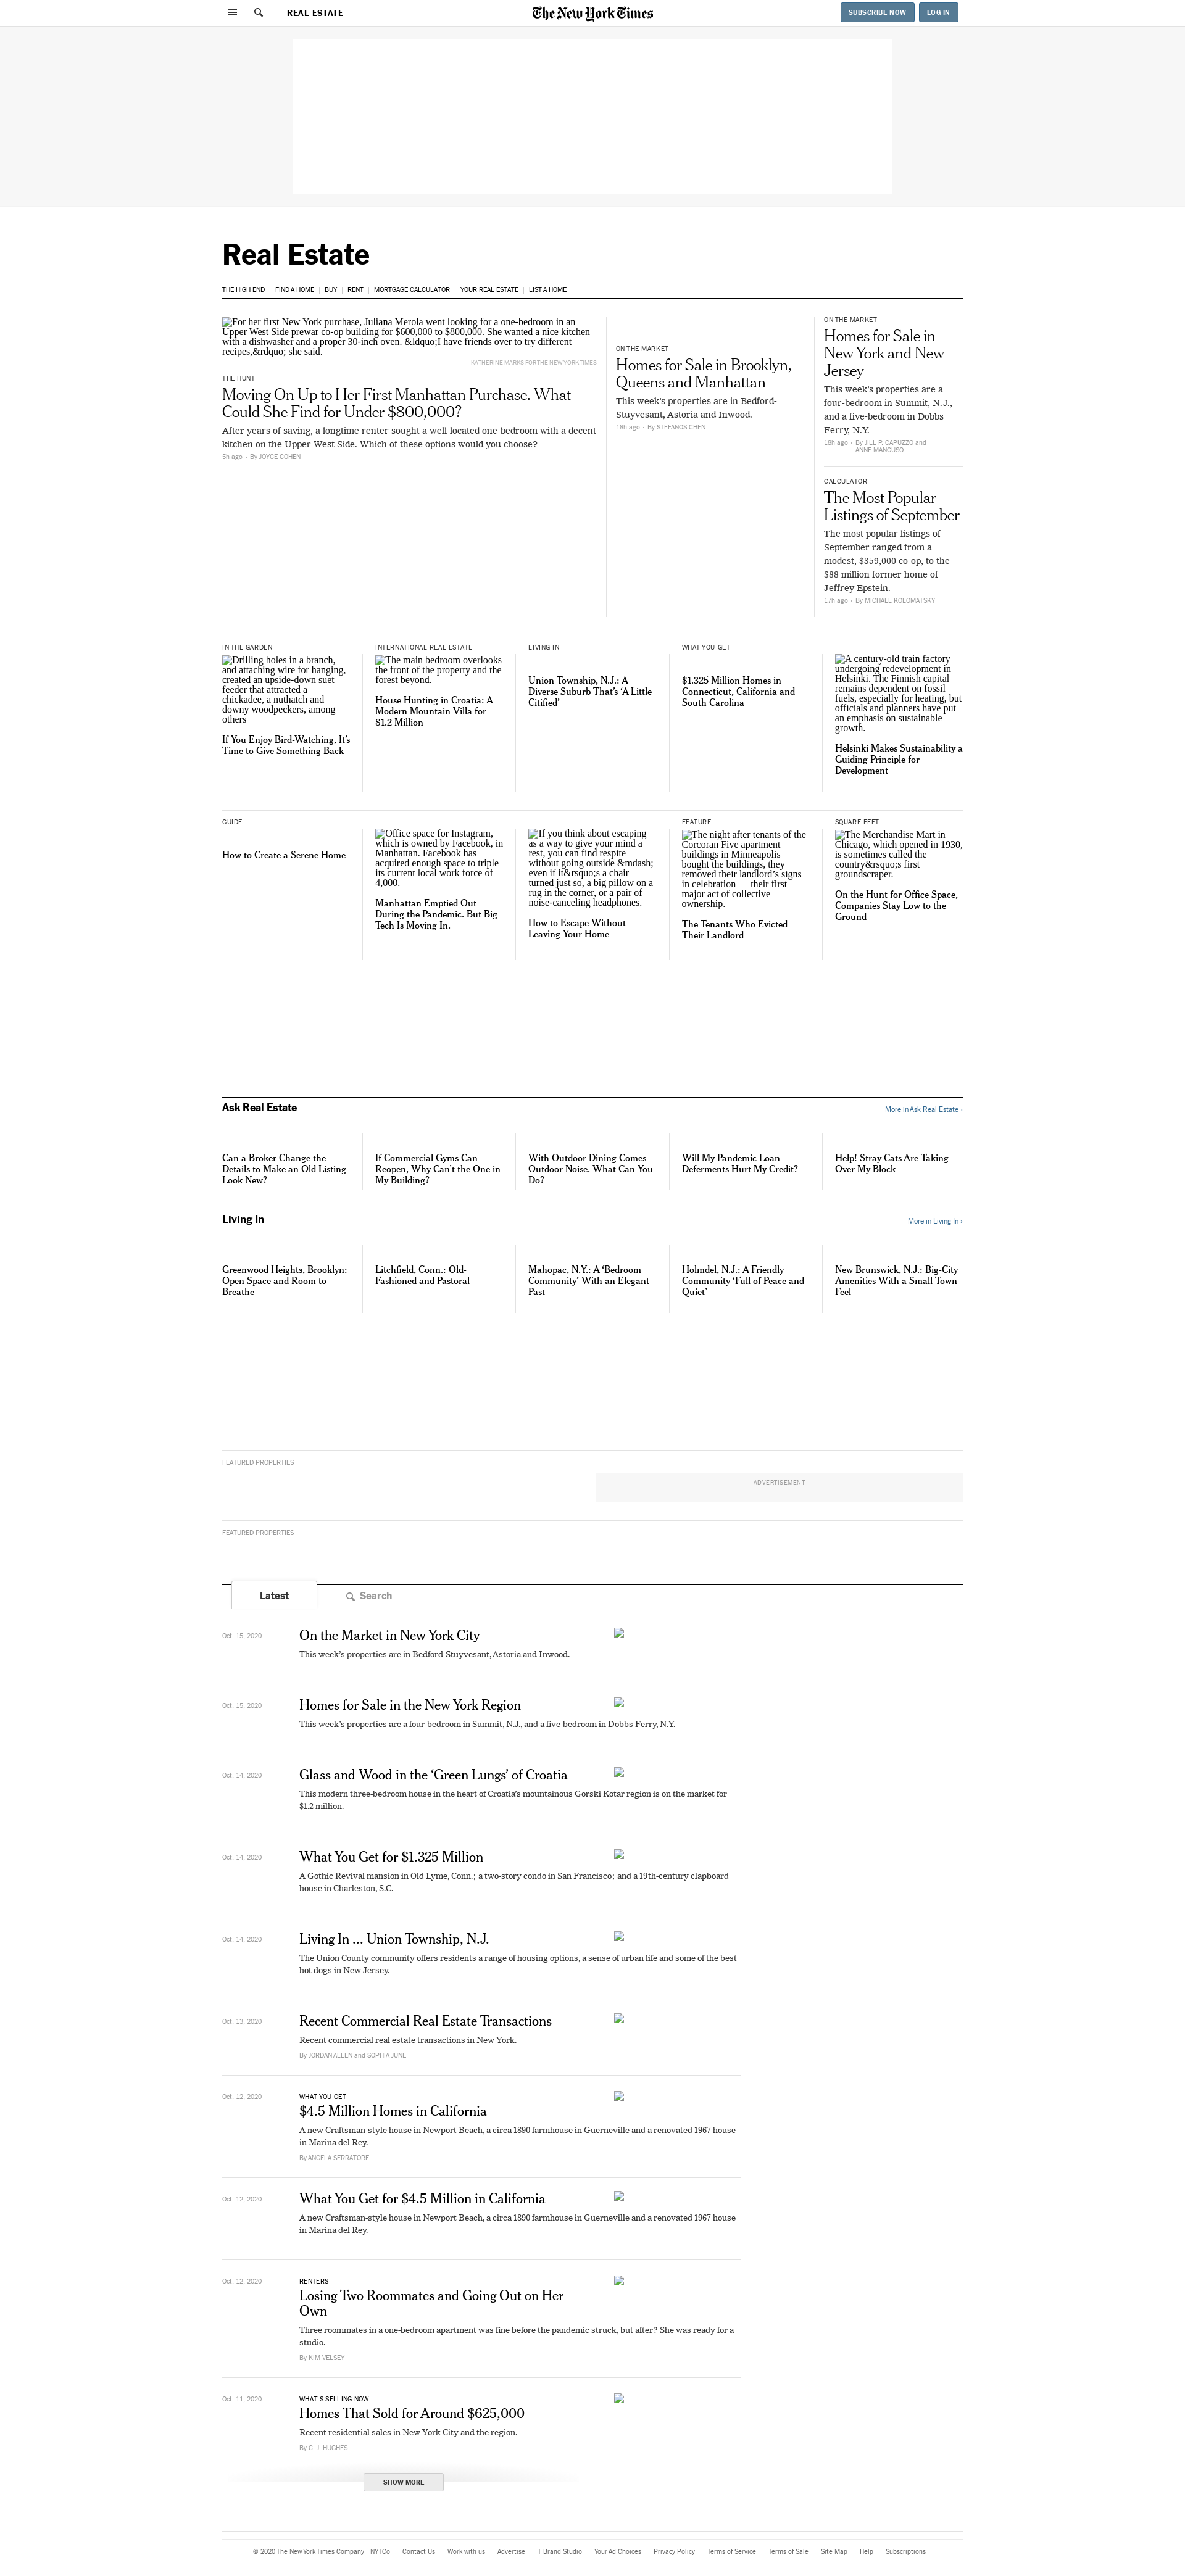 REAL ESTATE
The New York Times
SUBSCRIBE NOW
LOG IN
Real Estate
THE HIGH END
FIND A HOME
BUY
RENT
MORTGAGE CALCULATOR
YOUR REAL ESTATE
LIST A HOME
For her first New York purchase, Juliana Merola went looking for a one-bedroom in an
Upper West Side prewar co-op building for $600,000 to $800,000. She wanted a nice kitchen
with a dishwasher and a proper 30-inch oven. &ldquo;I have friends over to try different
recipes,&rdquo; she said.
KATHERINE MARKS FOR THE NEW YORK TIMES
THE HUNT
Moving On Up to Her First Manhattan Purchase. What
Could She Find for Under $800,000?
After years of saving, a longtime renter sought a well-located one-bedroom with a decent
kitchen on the Upper West Side. Which of these options would you choose?
5h ago • By JOYCE COHEN
ON THE MARKET
Homes for Sale in Brooklyn,
Queens and Manhattan
This week's properties are in Bedford-
Stuyvesant, Astoria and Inwood.
18h ago • By STEFANOS CHEN
ON THE MARKET
Homes for Sale in
New York and New
Jersey
This week's properties are a
four-bedroom in Summit, N.J.,
and a five-bedroom in Dobbs
Ferry, N.Y.
18h ago • By JILL P. CAPUZZO and
ANNE MANCUSO
CALCULATOR
The Most Popular
Listings of September
The most popular listings of
September ranged from a
modest, $359,000 co-op, to the
$88 million former home of
Jeffrey Epstein.
17h ago • By MICHAEL KOLOMATSKY
IN THE GARDEN
Drilling holes in a branch,
and attaching wire for hanging,
created an upside-down suet
feeder that attracted a
chickadee, a nuthatch and
downy woodpeckers, among
others
If You Enjoy Bird-Watching, It’s
Time to Give Something Back
INTERNATIONAL REAL ESTATE
The main bedroom overlooks
the front of the property and the
forest beyond.
House Hunting in Croatia: A
Modern Mountain Villa for
$1.2 Million
LIVING IN
Union Township, N.J.: A
Diverse Suburb That’s ‘A Little
Citified’
WHAT YOU GET
$1.325 Million Homes in
Connecticut, California and
South Carolina
A century-old train factory
undergoing redevelopment in
Helsinki. The Finnish capital
remains dependent on fossil
fuels, especially for heating, but
officials and planners have put
an emphasis on sustainable
growth.
Helsinki Makes Sustainability a
Guiding Principle for
Development
GUIDE
How to Create a Serene Home
Office space for Instagram,
which is owned by Facebook, in
Manhattan. Facebook has
acquired enough space to triple
its current local work force of
4,000.
Manhattan Emptied Out
During the Pandemic. But Big
Tech Is Moving In.
If you think about escaping
as a way to give your mind a
rest, you can find respite
without going outside &mdash;
even if it&rsquo;s a chair
turned just so, a big pillow on a
rug in the corner, or a pair of
noise-canceling headphones.
How to Escape Without
Leaving Your Home
FEATURE
The night after tenants of the
Corcoran Five apartment
buildings in Minneapolis
bought the buildings, they
removed their landlord’s signs
in celebration — their first
major act of collective
ownership.
The Tenants Who Evicted
Their Landlord
SQUARE FEET
The Merchandise Mart in
Chicago, which opened in 1930,
is sometimes called the
country&rsquo;s first
groundscraper.
On the Hunt for Office Space,
Companies Stay Low to the
Ground
Ask Real Estate
More in Ask Real Estate ›
Can a Broker Change the
Details to Make an Old Listing
Look New?
If Commercial Gyms Can
Reopen, Why Can’t the One in
My Building?
With Outdoor Dining Comes
Outdoor Noise. What Can You
Do?
Will My Pandemic Loan
Deferments Hurt My Credit?
Help! Stray Cats Are Taking
Over My Block
Living In
More in Living In ›
Greenwood Heights, Brooklyn:
Open Space and Room to
Breathe
Litchfield, Conn.: Old-
Fashioned and Pastoral
Mahopac, N.Y.: A ‘Bedroom
Community’ With an Elegant
Past
Holmdel, N.J.: A Friendly
Community ‘Full of Peace and
Quiet’
New Brunswick, N.J.: Big-City
Amenities With a Small-Town
Feel
FEATURED PROPERTIES
ADVERTISEMENT
FEATURED PROPERTIES
Latest
Search
Oct. 15, 2020
On the Market in New York City
This week’s properties are in Bedford-Stuyvesant, Astoria and Inwood.
Oct. 15, 2020
Homes for Sale in the New York Region
This week’s properties are a four-bedroom in Summit, N.J., and a five-bedroom in Dobbs Ferry, N.Y.
Oct. 14, 2020
Glass and Wood in the ‘Green Lungs’ of Croatia
This modern three-bedroom house in the heart of Croatia’s mountainous Gorski Kotar region is on the market for
$1.2 million.
Oct. 14, 2020
What You Get for $1.325 Million
A Gothic Revival mansion in Old Lyme, Conn.; a two-story condo in San Francisco; and a 19th-century clapboard
house in Charleston, S.C.
Oct. 14, 2020
Living In ... Union Township, N.J.
The Union County community offers residents a range of housing options, a sense of urban life and some of the best
hot dogs in New Jersey.
Oct. 13, 2020
Recent Commercial Real Estate Transactions
Recent commercial real estate transactions in New York.
By JORDAN ALLEN and SOPHIA JUNE
Oct. 12, 2020
WHAT YOU GET
$4.5 Million Homes in California
A new Craftsman-style house in Newport Beach, a circa 1890 farmhouse in Guerneville and a renovated 1967 house
in Marina del Rey.
By ANGELA SERRATORE
Oct. 12, 2020
What You Get for $4.5 Million in California
A new Craftsman-style house in Newport Beach, a circa 1890 farmhouse in Guerneville and a renovated 1967 house
in Marina del Rey.
Oct. 12, 2020
RENTERS
Losing Two Roommates and Going Out on Her
Own
Three roommates in a one-bedroom apartment was fine before the pandemic struck, but after? She was ready for a
studio.
By KIM VELSEY
Oct. 11, 2020
WHAT'S SELLING NOW
Homes That Sold for Around $625,000
Recent residential sales in New York City and the region.
By C. J. HUGHES
SHOW MORE
© 2020 The New York Times Company
NYTCo
Contact Us
Work with us
Advertise
T Brand Studio
Your Ad Choices
Privacy Policy
Terms of Service
Terms of Sale
Site Map
Help
Subscriptions